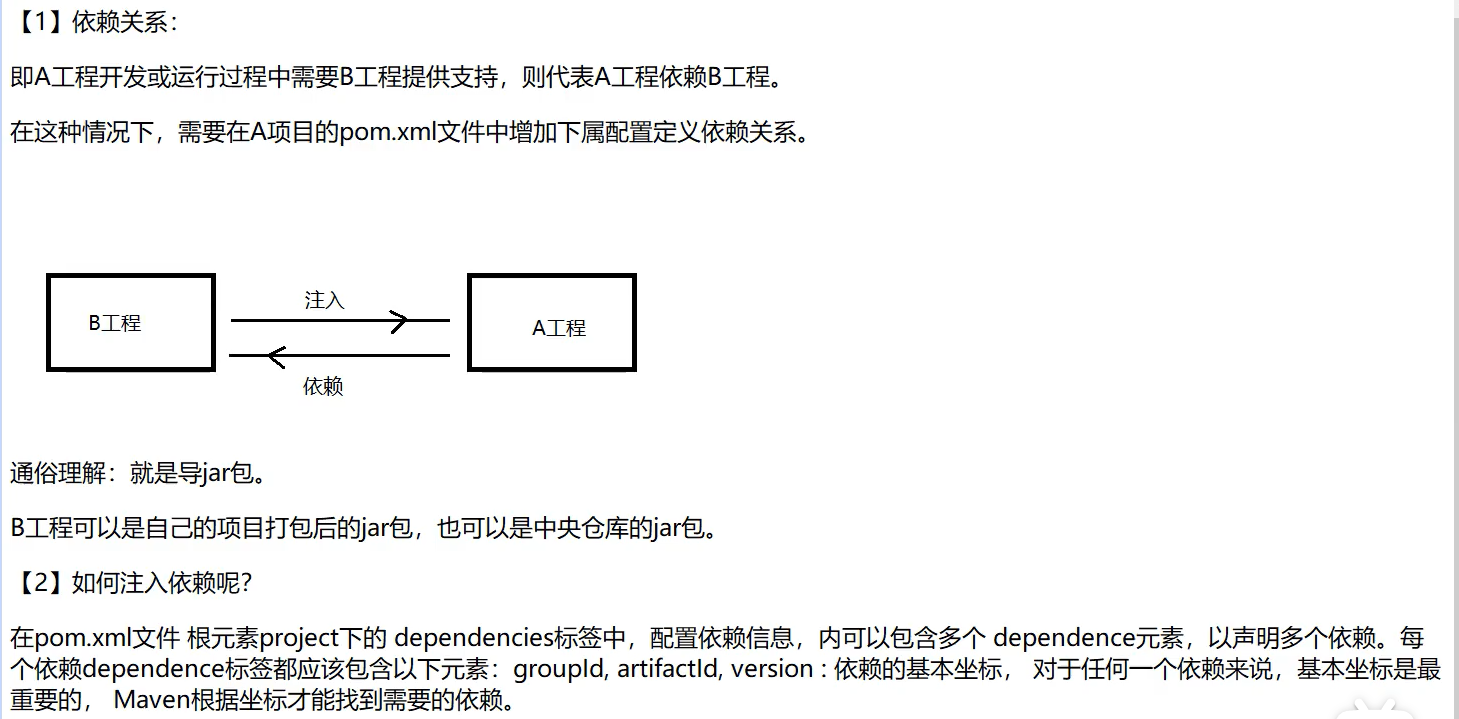 【1】依赖关系：
即A工程开发或运行过程中需要B工程提供支持，则代表A工程依赖B工程。
在这种情况下，需要在A项目的pom.xml文件中增加下属配置定义依赖关系。
注入
B工程
A工程
依赖
通俗理解：就是导jar包。
B工程可以是自己的项目打包后的jar包，也可以是中央仓库的jar包。
【2】如何注入依赖呢？
在pom.xml文件 根元素project下的 dependencies标签中，配置依赖信息，内可以包含多个 dependence元素，以声明多个依赖。每
个依赖dependence标签都应该包含以下元素：groupId, artifactId, version : 依赖的基本坐标， 对于任何一个依赖来说，基本坐标是最
重要的， Maven根据坐标才能找到需要的依赖。